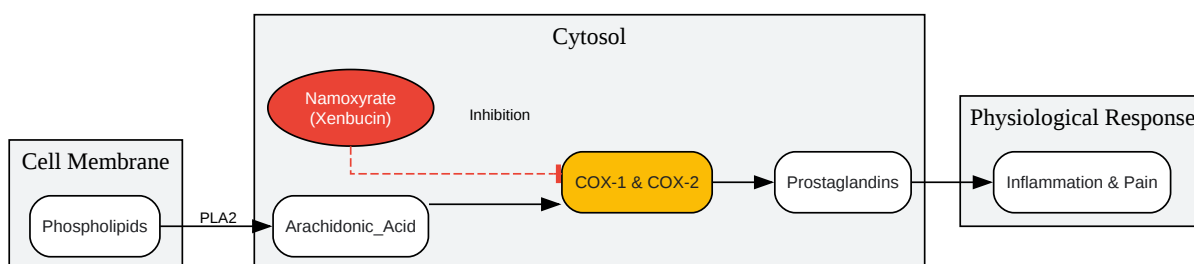 Cytosol
Namoxyrate
(Xenbucin)
Inhibition
Physiological Response
Cell Membrane
COX-1 & COX-2
Prostaglandins
Inflammation & Pain
Phospholipids
PLA2
Arachidonic_Acid